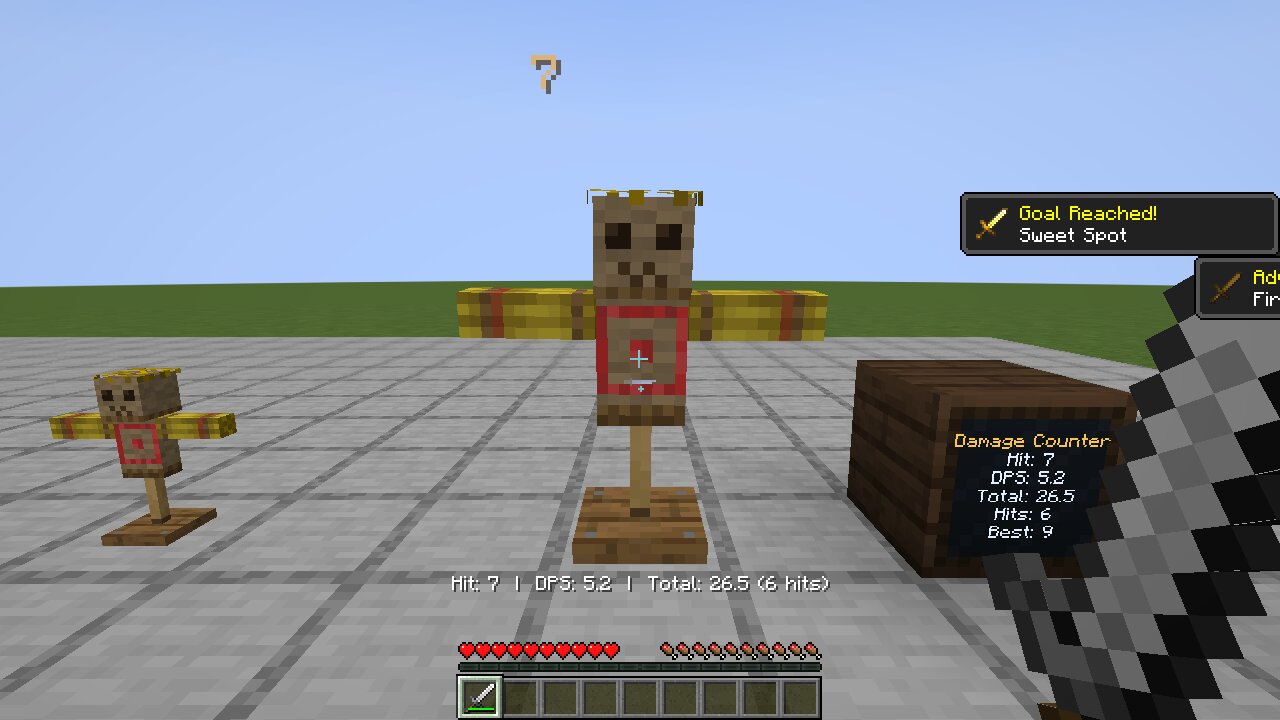 ?
Goal Reached!
Sweet Spot
Damage Counter
Hit: 7
DPS: 5.2
Total: 26.5
Hits: 6
Best: 9
Hit: 7 | DPS: 5.2 | Total: 26.5 (6 hits)